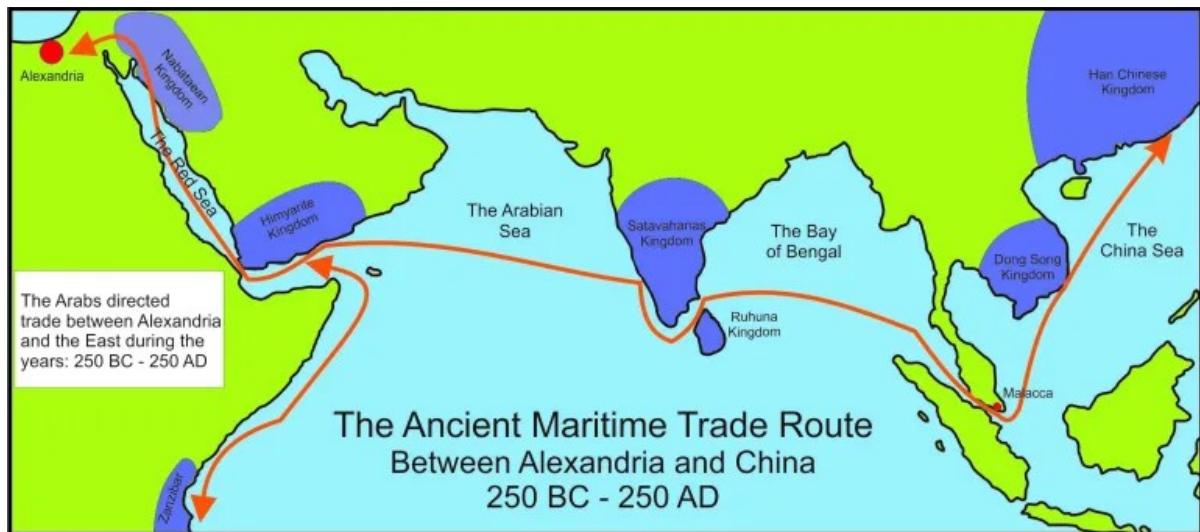 Alexandria
Nabataean
Kingdom
The Red Sea
Himyarite
Kingdom
The Arabian
Sea
Satavahanas
Kingdom
The Bay
of Bengal
Ruhuna
Kingdom
Han Chinese
Kingdom
Dong Song
Kingdom
The
China Sea
Malacca
The Arabs directed
trade between Alexandria
and the East during the
years: 250 BC - 250 AD
Zanzibar
The Ancient Maritime Trade Route
Between Alexandria and China
250 BC - 250 AD